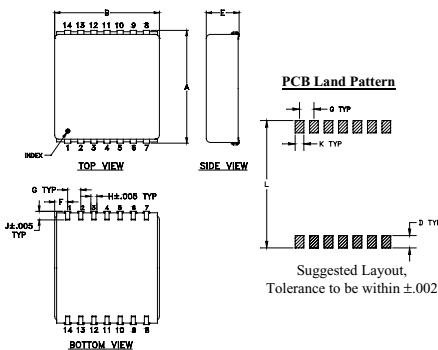 B
E
14 13 12 11 10 9 8
A
INDEX
1 2 3 4 5 6 7
TOP VIEW
SIDE VIEW
PCB Land Pattern
G TYP
K TYP
L
D TY
Suggested Layout,
Tolerance to be within ±.002
G TYP
F
H±.005 TYP
1 2 3 4 5 6 7
J±.005
TYP
14 13 12 11 10 9 8
BOTTOM VIEW